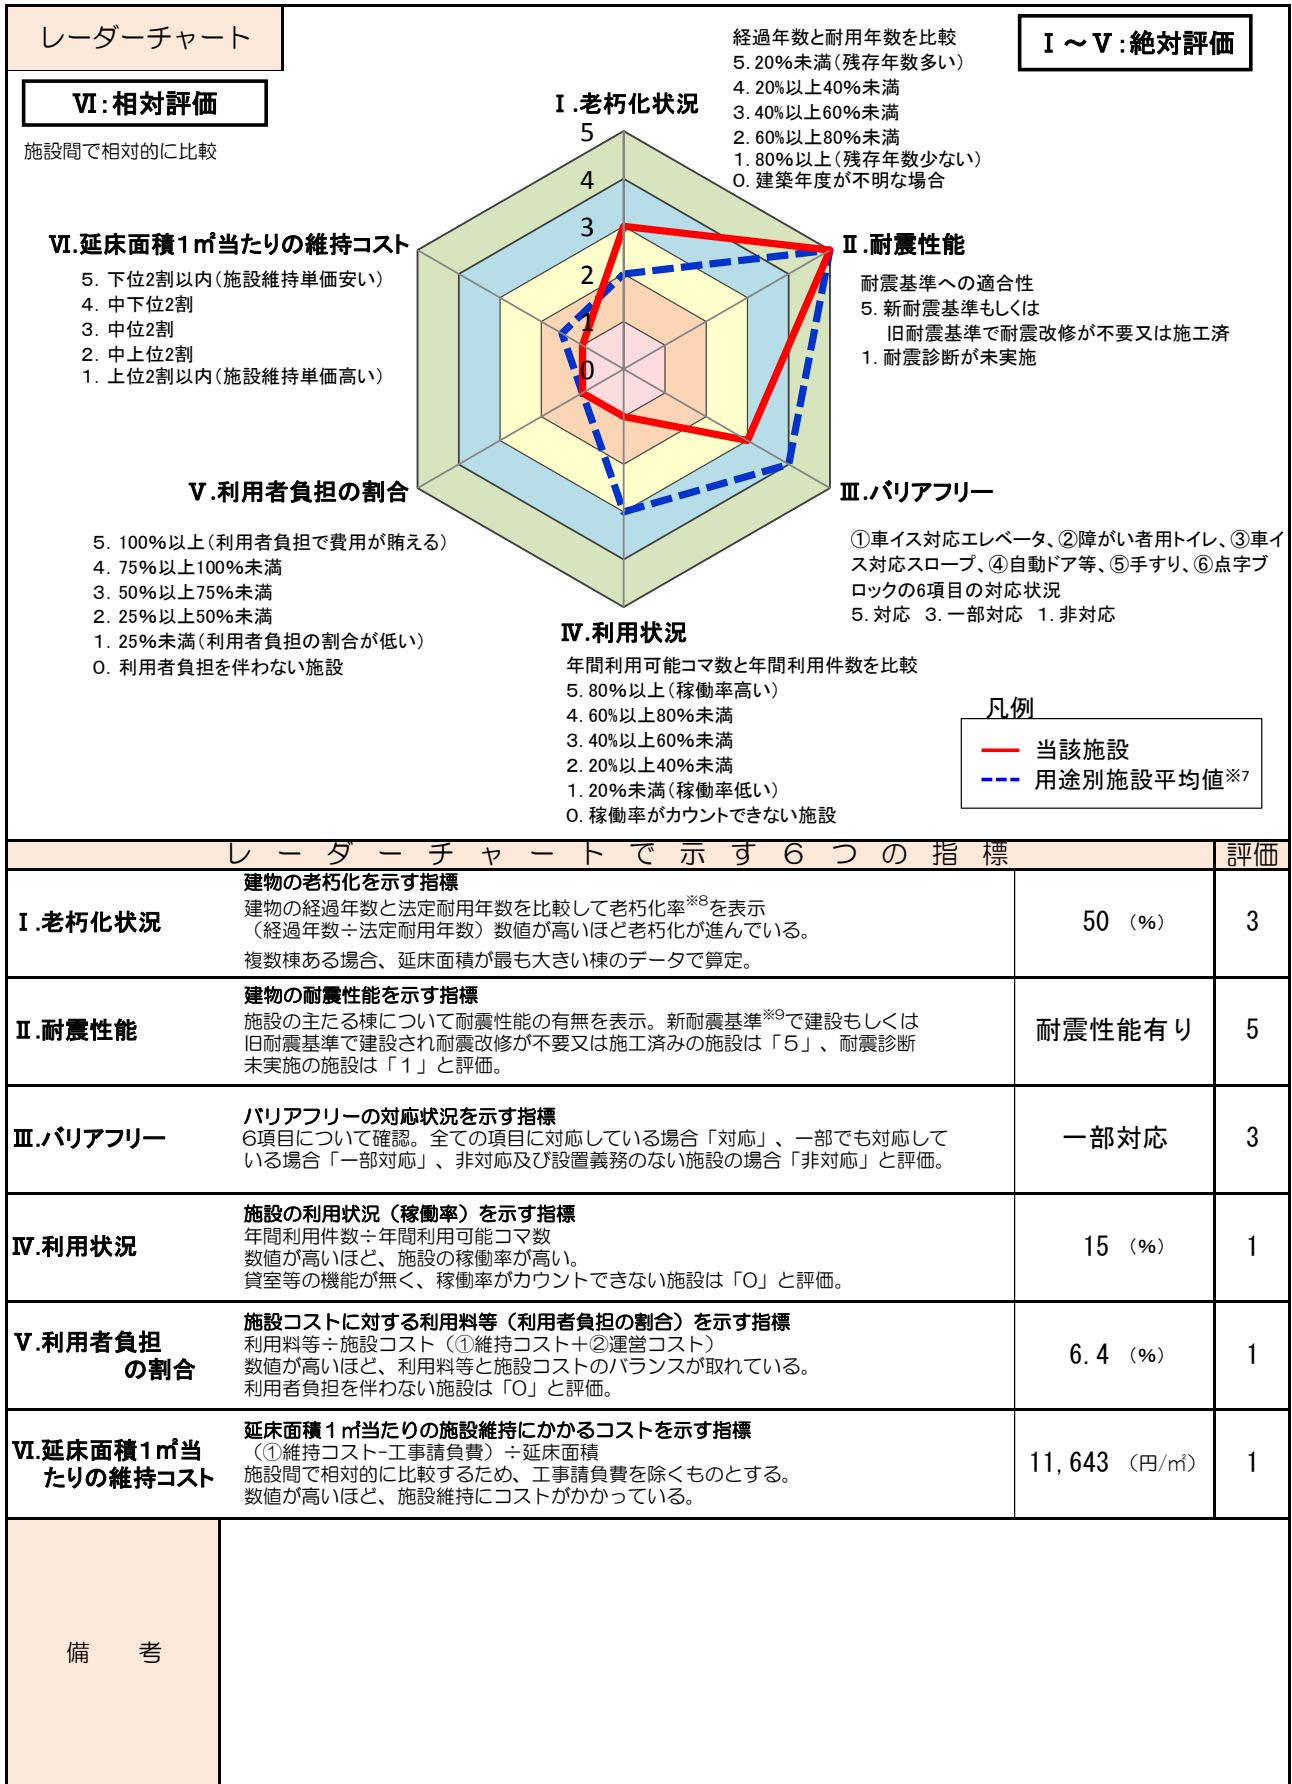 レーダーチャート
Ⅰ～Ⅴ：絶対評価
Ⅵ：相対評価
施設間で相対的に比較
Ⅰ.老朽化状況
経過年数と耐用年数を比較
5. 20%未満（残存年数多い）
4. 20%以上40%未満
3. 40%以上60%未満
2. 60%以上80%未満
1. 80%以上（残存年数少ない）
0. 建築年度が不明な場合
5
4
3
2
1
0
Ⅱ.耐震性能
耐震基準への適合性
5. 新耐震基準もしくは
旧耐震基準で耐震改修が不要又は施工済
1. 耐震診断が未実施
Ⅵ.延床面積1㎡当たりの維持コスト
5. 下位2割以内（施設維持単価安い）
4. 中下位2割
3. 中位2割
2. 中上位2割
1. 上位2割以内（施設維持単価高い）
Ⅲ.バリアフリー
①車イス対応エレベータ、②障がい者用トイレ、③車イ
ス対応スロープ、④自動ドア等、⑤手すり、⑥点字ブ
ロックの6項目の対応状況
5. 対応 3. 一部対応 1. 非対応
Ⅴ.利用者負担の割合
5. 100%以上（利用者負担で費用が賄える）
4. 75%以上100%未満
3. 50%以上75%未満
2. 25%以上50%未満
1. 25%未満（利用者負担の割合が低い）
0. 利用者負担を伴わない施設
Ⅳ.利用状況
年間利用可能コマ数と年間利用件数を比較
5. 80%以上（稼働率高い）
4. 60%以上80%未満
3. 40%以上60%未満
2. 20%以上40%未満
1. 20%未満（稼働率低い）
0. 稼働率がカウントできない施設
凡例
当該施設
用途別施設平均値※7
レーダーチャートで示す６つの指標 評価
Ⅰ.老朽化状況
建物の老朽化を示す指標
建物の経過年数と法定耐用年数を比較して老朽化率※8を表示
（経過年数÷法定耐用年数）数値が高いほど老朽化が進んでいる。
複数棟ある場合、延床面積が最も大きい棟のデータで算定。
50 （%） 3
Ⅱ.耐震性能
建物の耐震性能を示す指標
施設の主たる棟について耐震性能の有無を表示。新耐震基準※9で建設もしくは
旧耐震基準で建設され耐震改修が不要又は施工済みの施設は「５」、耐震診断
未実施の施設は「１」と評価。
耐震性能有り 5
Ⅲ.バリアフリー
バリアフリーの対応状況を示す指標
6項目について確認。全ての項目に対応している場合「対応」、一部でも対応して
いる場合「一部対応」、非対応及び設置義務のない施設の場合「非対応」と評価。
一部対応 3
Ⅳ.利用状況
施設の利用状況（稼働率）を示す指標
年間利用件数÷年間利用可能コマ数
数値が高いほど、施設の稼働率が高い。
貸室等の機能が無く、稼働率がカウントできない施設は「0」と評価。
15 （%） 1
Ⅴ.利用者負担
の割合
施設コストに対する利用料等（利用者負担の割合）を示す指標
利用料等÷施設コスト（①維持コスト＋②運営コスト）
数値が高いほど、利用料等と施設コストのバランスが取れている。
利用者負担を伴わない施設は「0」と評価。
6.4 （%） 1
Ⅵ.延床面積1㎡当
たりの維持コスト
延床面積１㎡当たりの施設維持にかかるコストを示す指標
（①維持コスト-工事請負費）÷延床面積
施設間で相対的に比較するため、工事請負費を除くものとする。
数値が高いほど、施設維持にコストがかかっている。
11,643 （円/㎡） 1
備 考